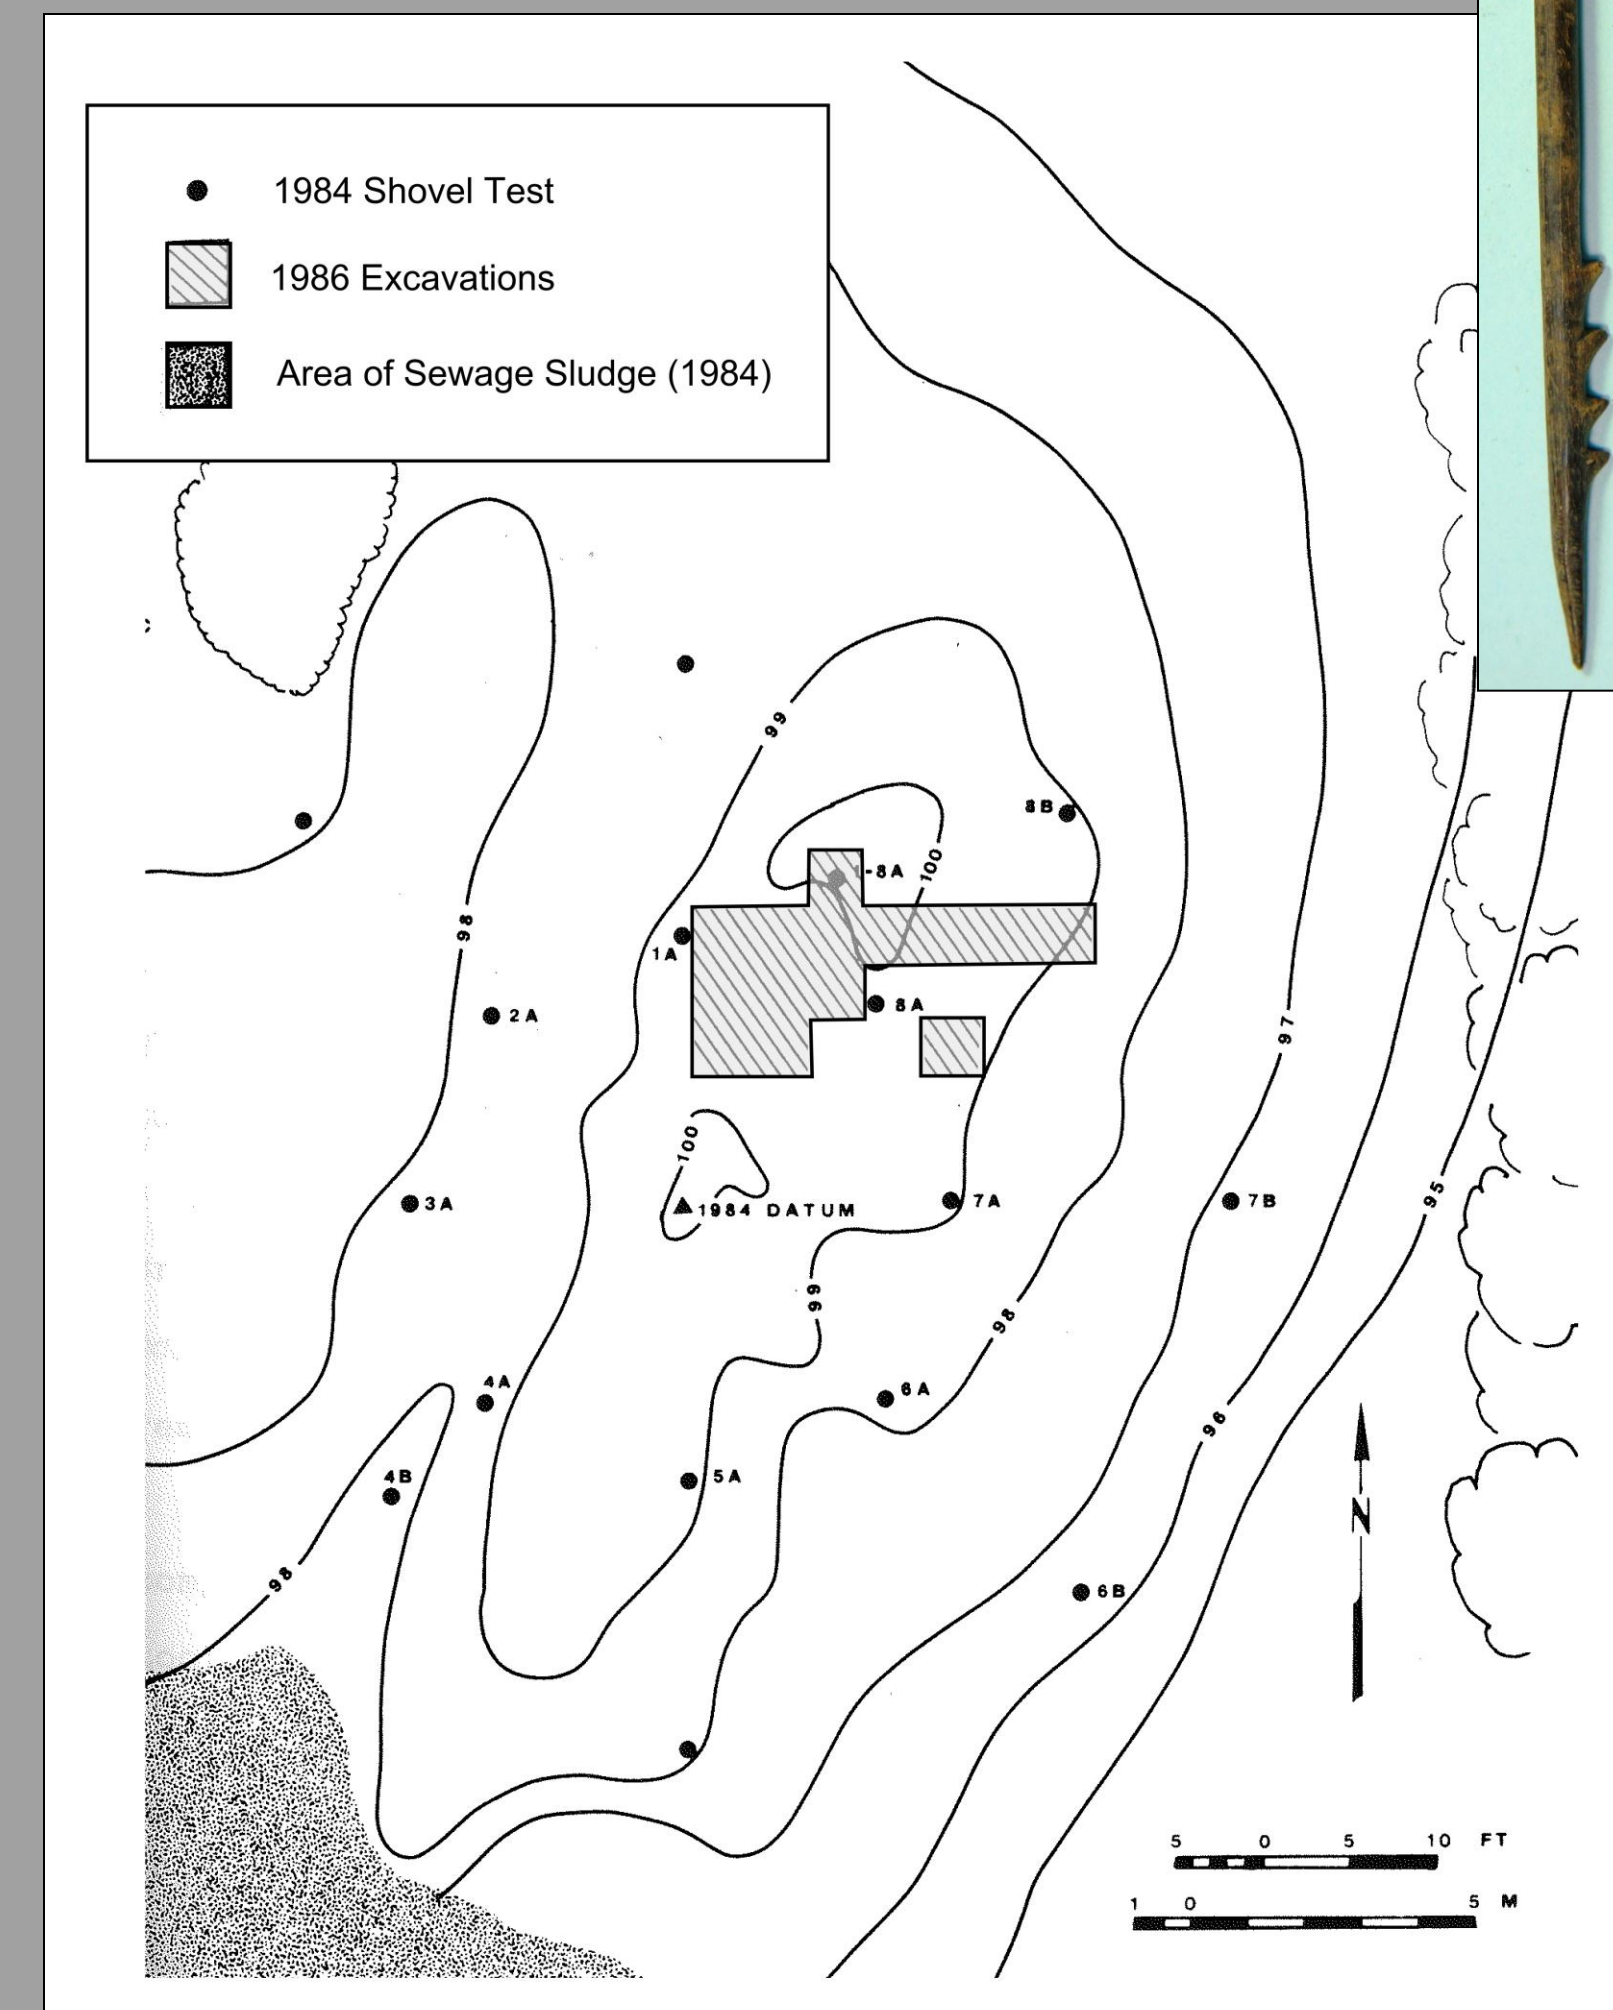 1984 Shovel Test
1986 Excavations
Area of Sewage Sludge (1984)
99
8B
100
-8A
98
1A
2A
8A
97
100
3A
1984 DATUM
7A
7B
95
99
98
4A
6A
96
4B
5A
N
98
6B
5 0 5 10 FT
1 0 5 M